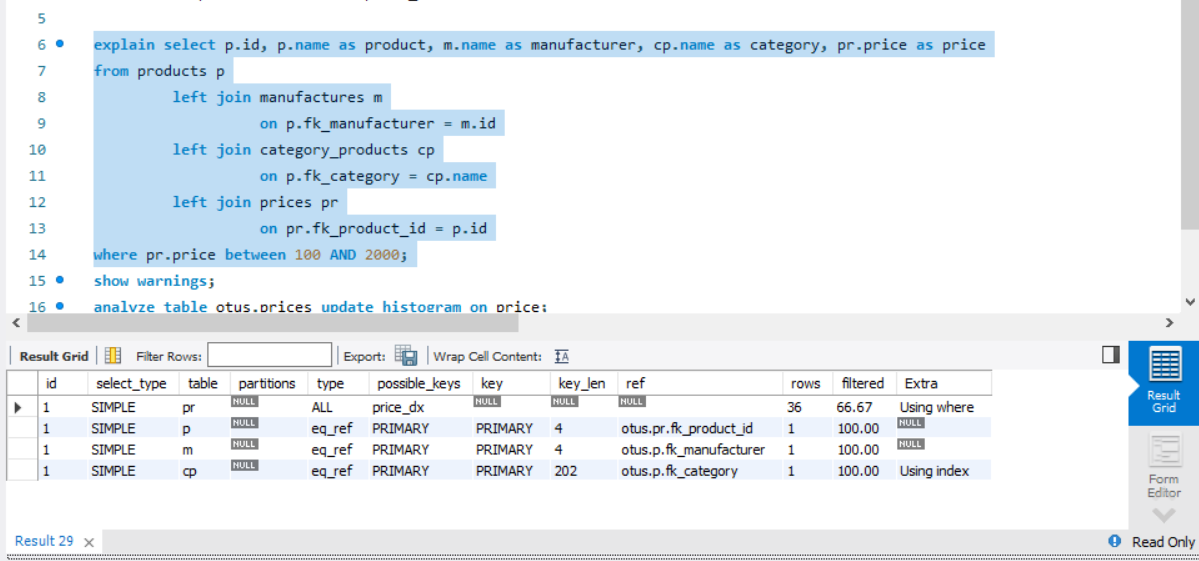 5
6 explain select p.id, p.name as product, m.name as manufacturer, cp.name as category, pr.price as price
7 from products p
8 left join manufactures m
9 on p.fk_manufacturer = m.id
10 left join category_products cp
11 on p.fk_category = cp.name
12 left join prices pr
13 on pr.fk_product_id = p.id
14 where pr.price between 100 AND 2000;
15 show warnings;
16 analyze table otus.prices update histogram on price;
Result Grid Filter Rows: Export: Wrap Cell Content: IA
id select_type table partitions type possible_keys key key_len ref rows filtered Extra
1 SIMPLE pr NULL ALL price_dx NULL NULL NULL 36 66.67 Using where
1 SIMPLE p NULL eq_ref PRIMARY PRIMARY 4 otus.pr.fk_product_id 1 100.00 NULL
1 SIMPLE m NULL eq_ref PRIMARY PRIMARY 4 otus.p.fk_manufacturer 1 100.00 NULL
1 SIMPLE cp NULL eq_ref PRIMARY PRIMARY 202 otus.p.fk_category 1 100.00 Using index
Result
Grid
Form
Editor
Result 29 Read Only